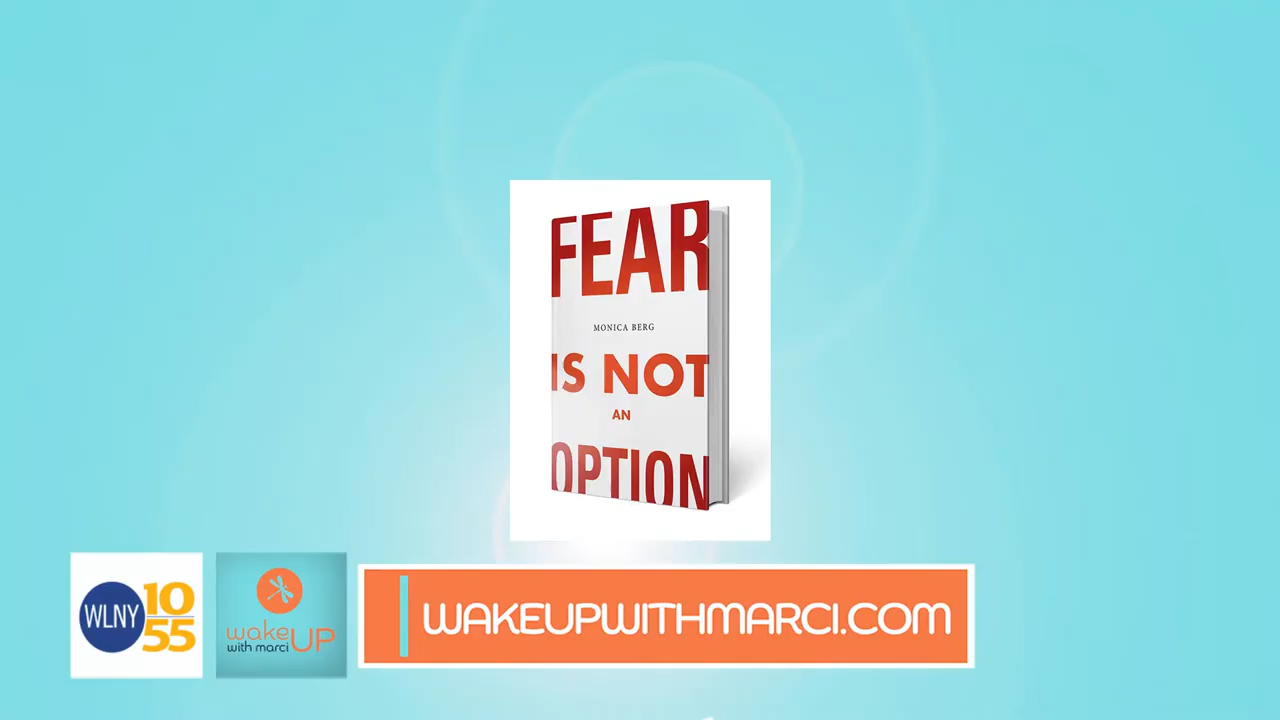 FEAR
MONICA BERG
IS NOT
AN
OPTION
WLNY 10
55
wake UP
with marci
WAKEUPWITHMARCI.COM